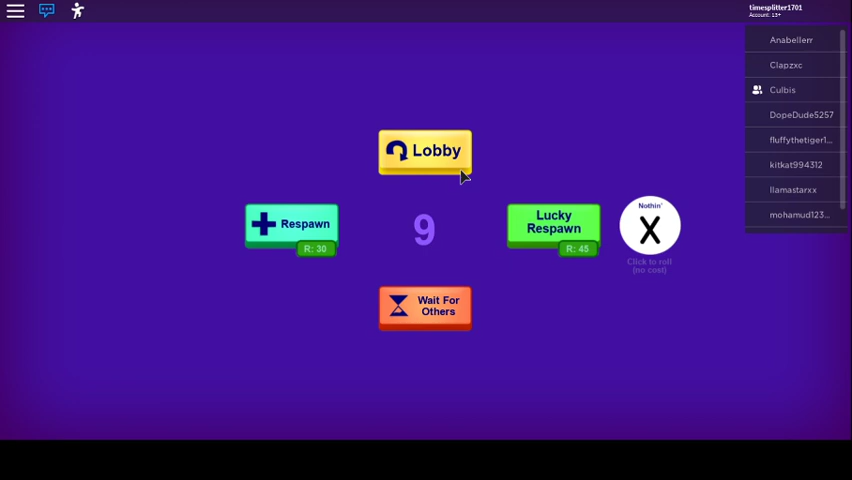 timesplitter1701
Account: 13+
Anabellerr
Clapzxc
Culbis
DopeDude5257
fluffythetiger1...
kitkat994312
llamastarxx
mohamud123...
Lobby
Respawn
R: 30
9
Lucky
Respawn
R: 45
Nothin'
X
Click to roll
(no cost)
Wait For
Others